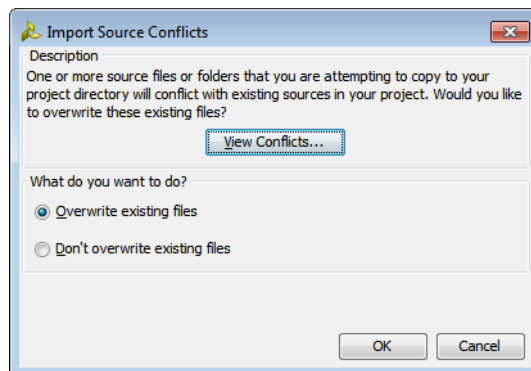 Import Source Conflicts
Description
One or more source files or folders that you are attempting to copy to your
project directory will conflict with existing sources in your project. Would you like
to overwrite these existing files?
View Conflicts...
What do you want to do?
Overwrite existing files
Don't overwrite existing files
OK Cancel